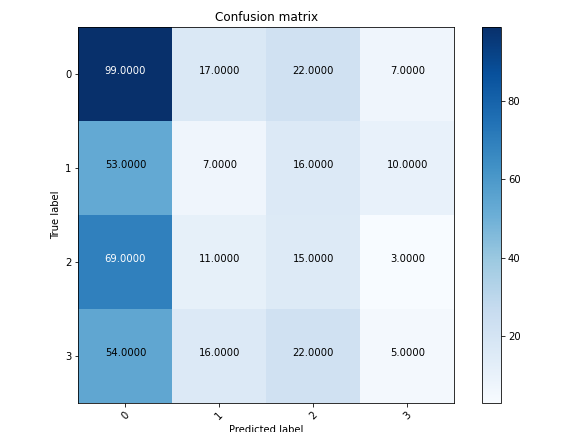 Confusion matrix
0 99.0000 17.0000 22.0000 7.0000
80
1 53.0000 7.0000 16.0000 10.0000
60
True label
40
2 69.0000 11.0000 15.0000 3.0000
20
3 54.0000 16.0000 22.0000 5.0000
0 1 2 3
Predicted label